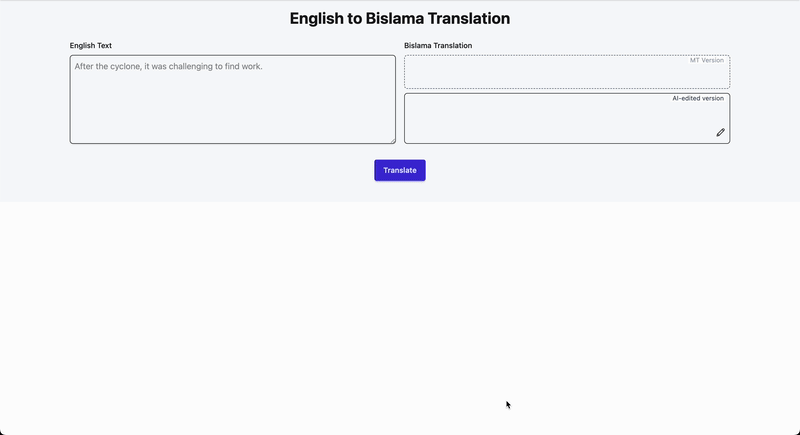 English to Bislama Translation
English Text
Bislama Translation
After the cyclone, it was challenging to find work.
MT Version
AI-edited version
Translate